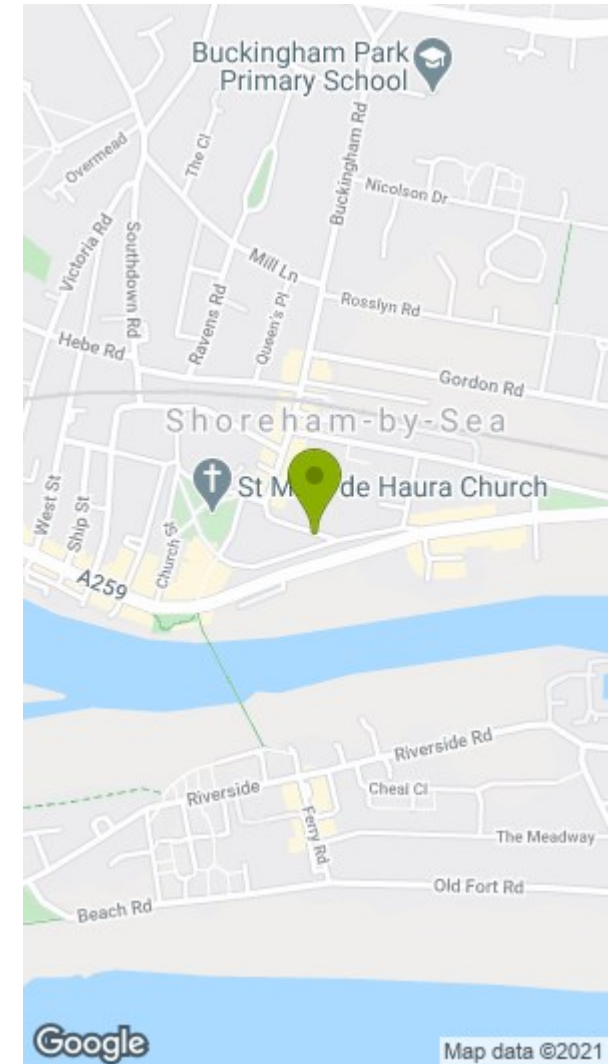 Buckingham Park
Primary School
Overmead
The Cl
Buckingham Rd
Nicolson Dr
Victoria Rd
Southdown Rd
Mill Ln
Ravens Rd
Queen's Pl
Rosslyn Rd
Hebe Rd
Gordon Rd
Shoreham-by-Sea
St M de Haura Church
West St
Ship St
Church St
A259
Riverside Rd
Riverside
Cheal Cl
Ferry Rd
The Meadway
Old Fort Rd
Beach Rd
Google
Map data ©2021